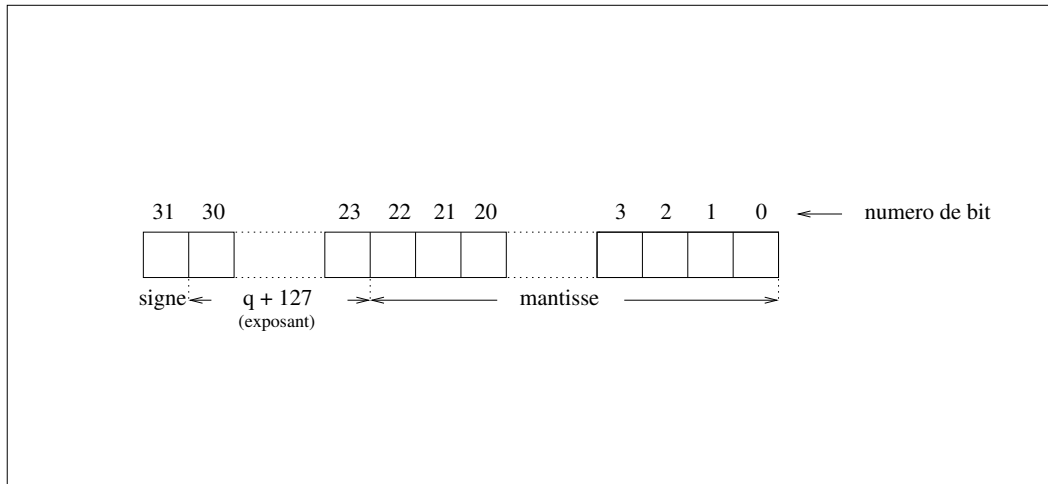 31 30 23 22 21 20 3 2 1 0 numero de bit
signe q + 127 mantisse
(exposant)